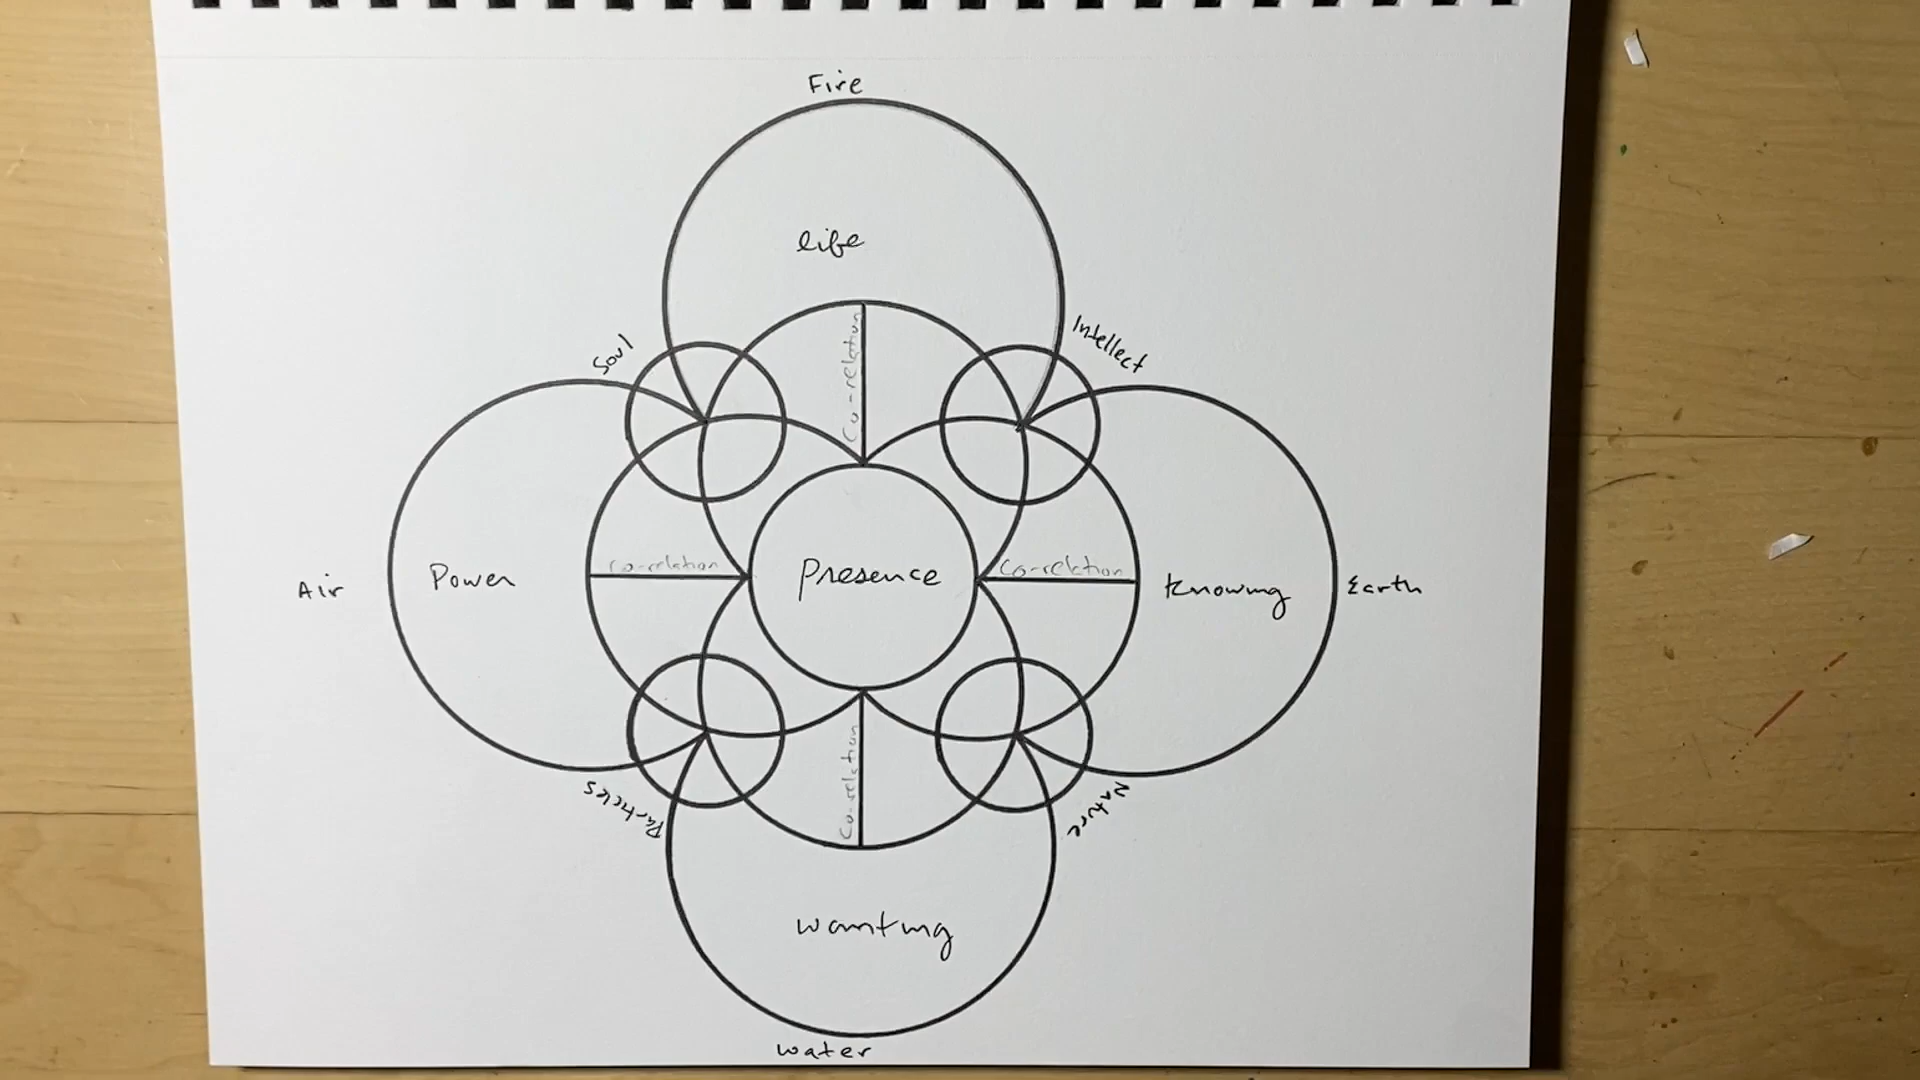 Fire
life
Soul
Intellect
Co-relation
Air
Power
Co-relation
Presence
Co-relation
Knowing
Earth
Co-relation
Particles
Nature
wanting
water